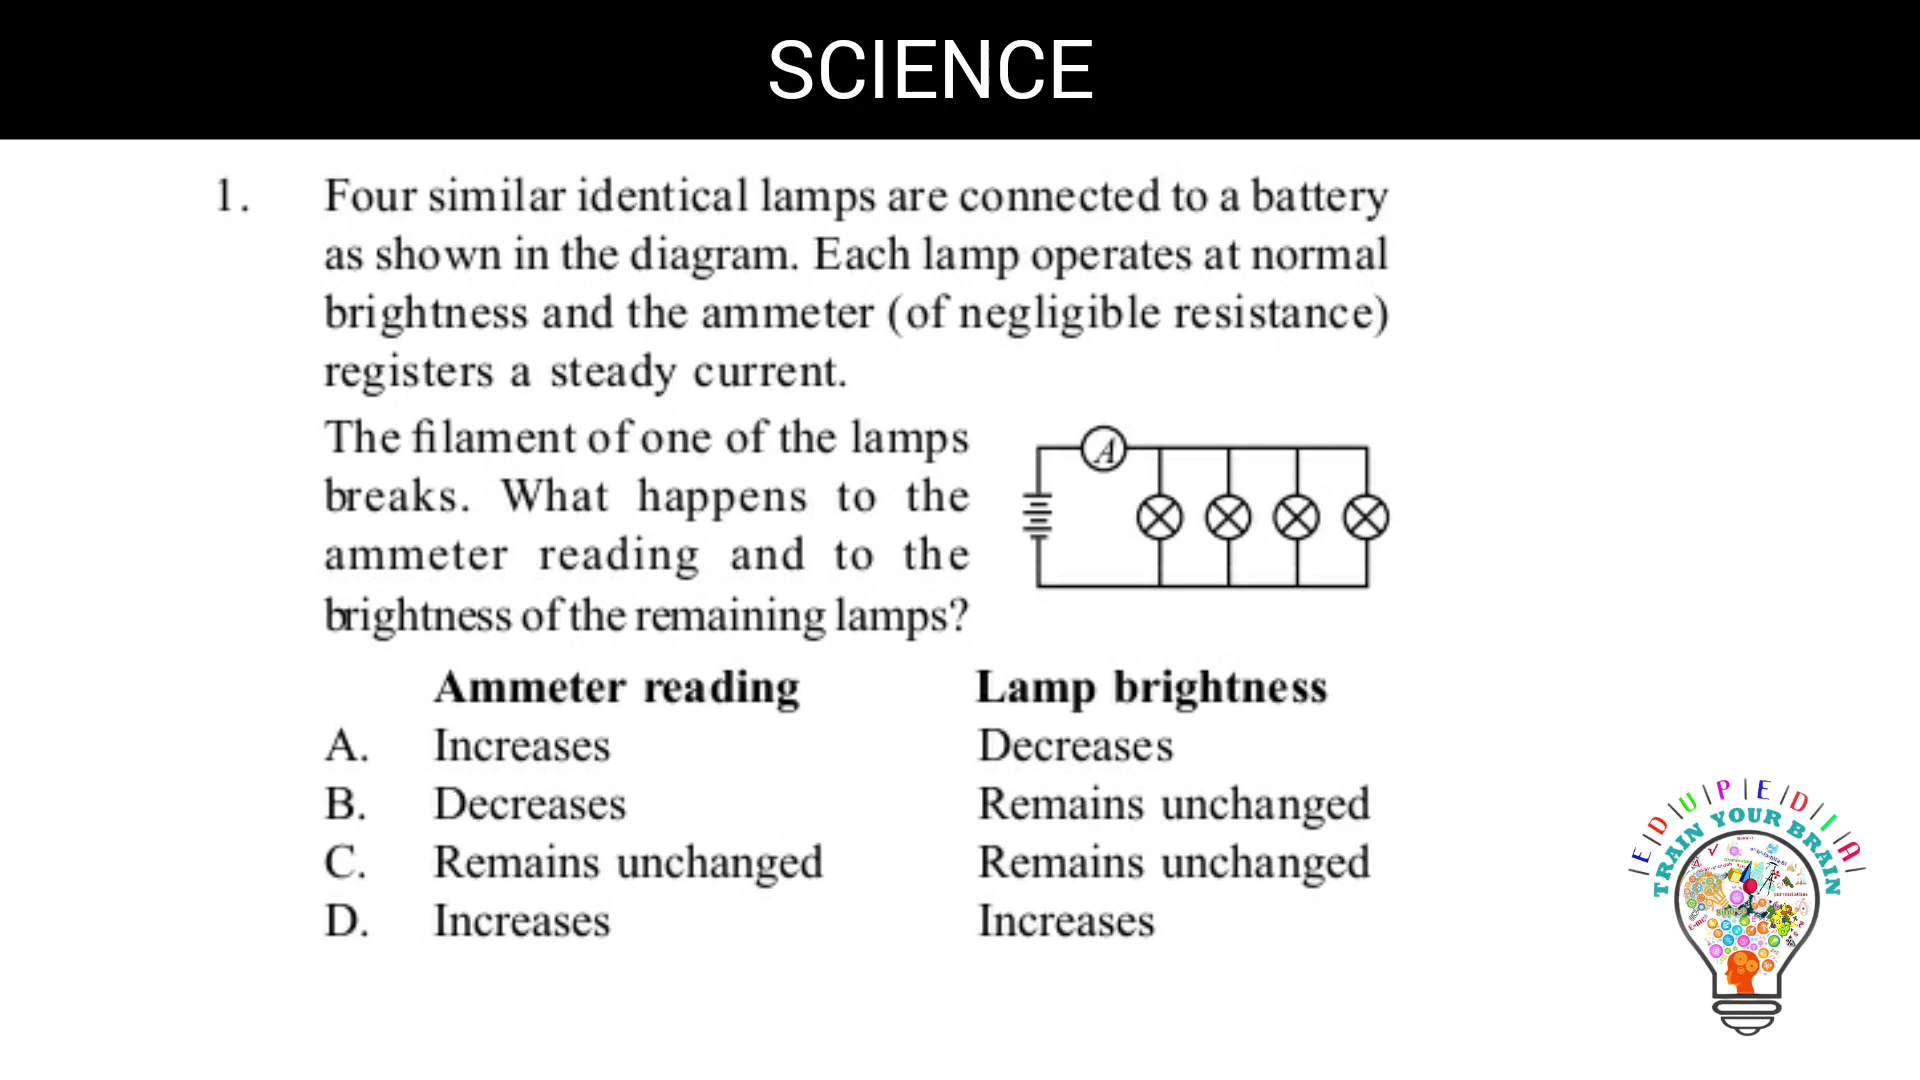 SCIENCE
1. Four similar identical lamps are connected to a battery
as shown in the diagram. Each lamp operates at normal
brightness and the ammeter (of negligible resistance)
registers a steady current.
The filament of one of the lamps
breaks. What happens to the
ammeter reading and to the
brightness of the remaining lamps?
A
Ammeter reading Lamp brightness
A. Increases Decreases
B. Decreases Remains unchanged
C. Remains unchanged Remains unchanged
D. Increases Increases
|E|D|U|P|E|D|I|A|
TRAIN YOUR BRAIN